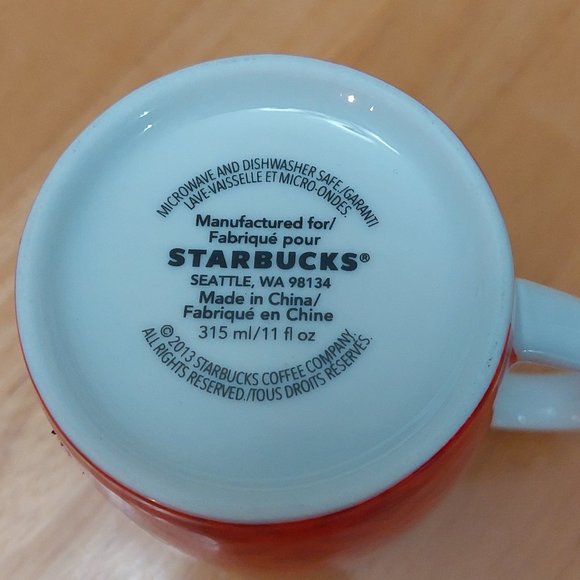 MICROWAVE AND DISHWASHER SAFE./GARANTI
LAVE-VAISSELLE ET MICRO-ONDES.
Manufactured for/
Fabriqué pour
STARBUCKS®
SEATTLE, WA 98134
Made in China/
Fabriqué en Chine
315 ml/11 fl oz
© 2013 STARBUCKS COFFEE COMPANY.
ALL RIGHTS RESERVED./TOUS DROITS RÉSERVÉS.